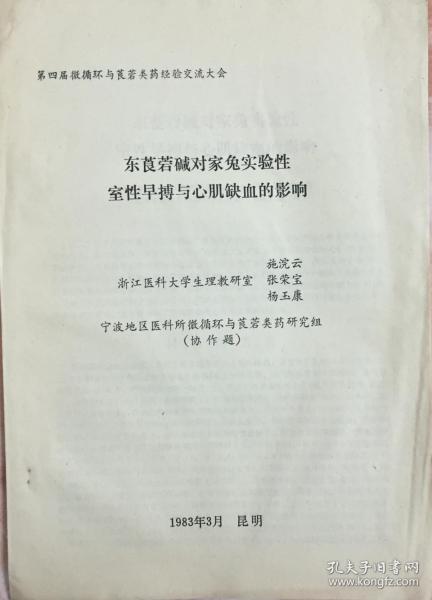 第四届微循环与莨菪类药经验交流大会
东莨菪碱对家兔实验性
室性早搏与心肌缺血的影响
施浣云
浙江医科大学生理教研室 张荣宝
杨玉康
宁波地区医科所微循环与莨菪类药研究组
(协作题)
1983年3月 昆明
孔夫子旧书网
book.kongfz.com